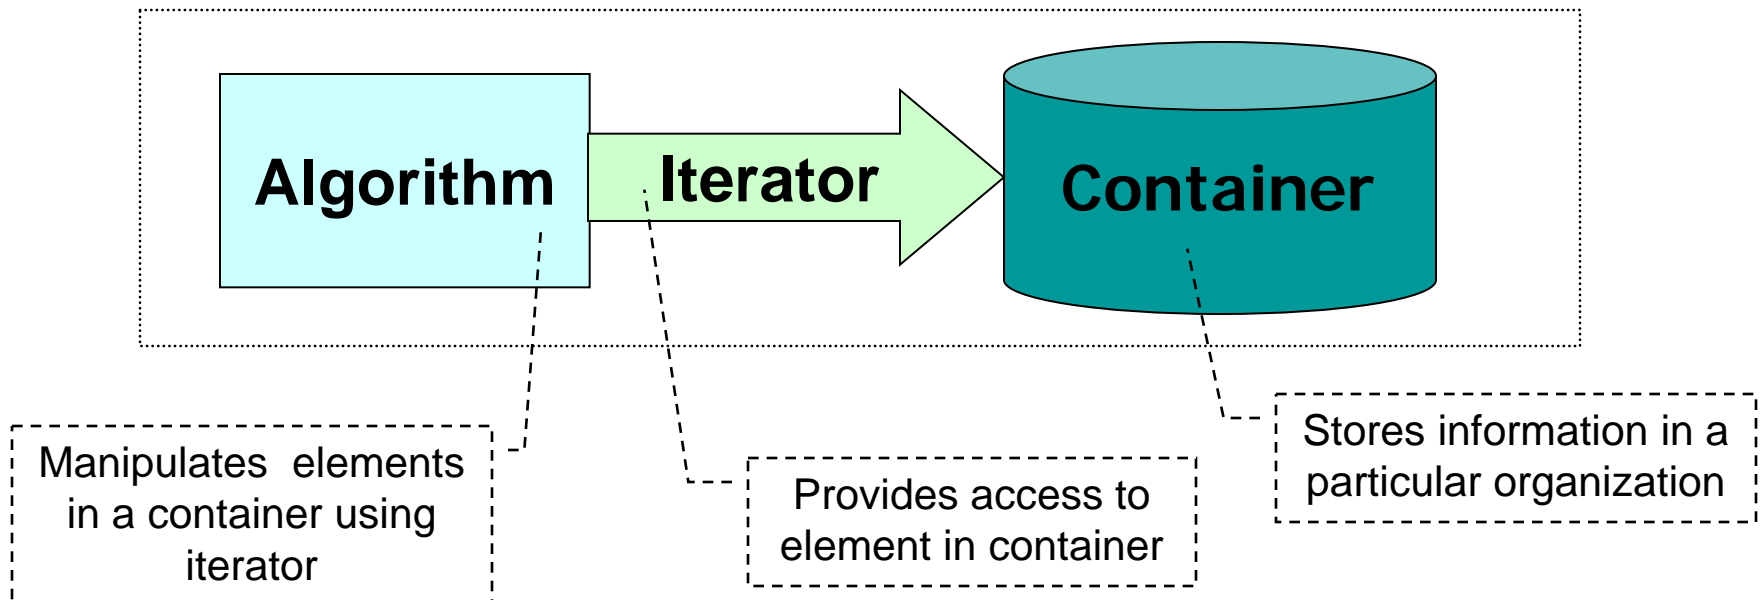 Algorithm
Iterator
Container
Manipulates  elements
in a container using
iterator
Provides access to
element in container
Stores information in a
particular organization